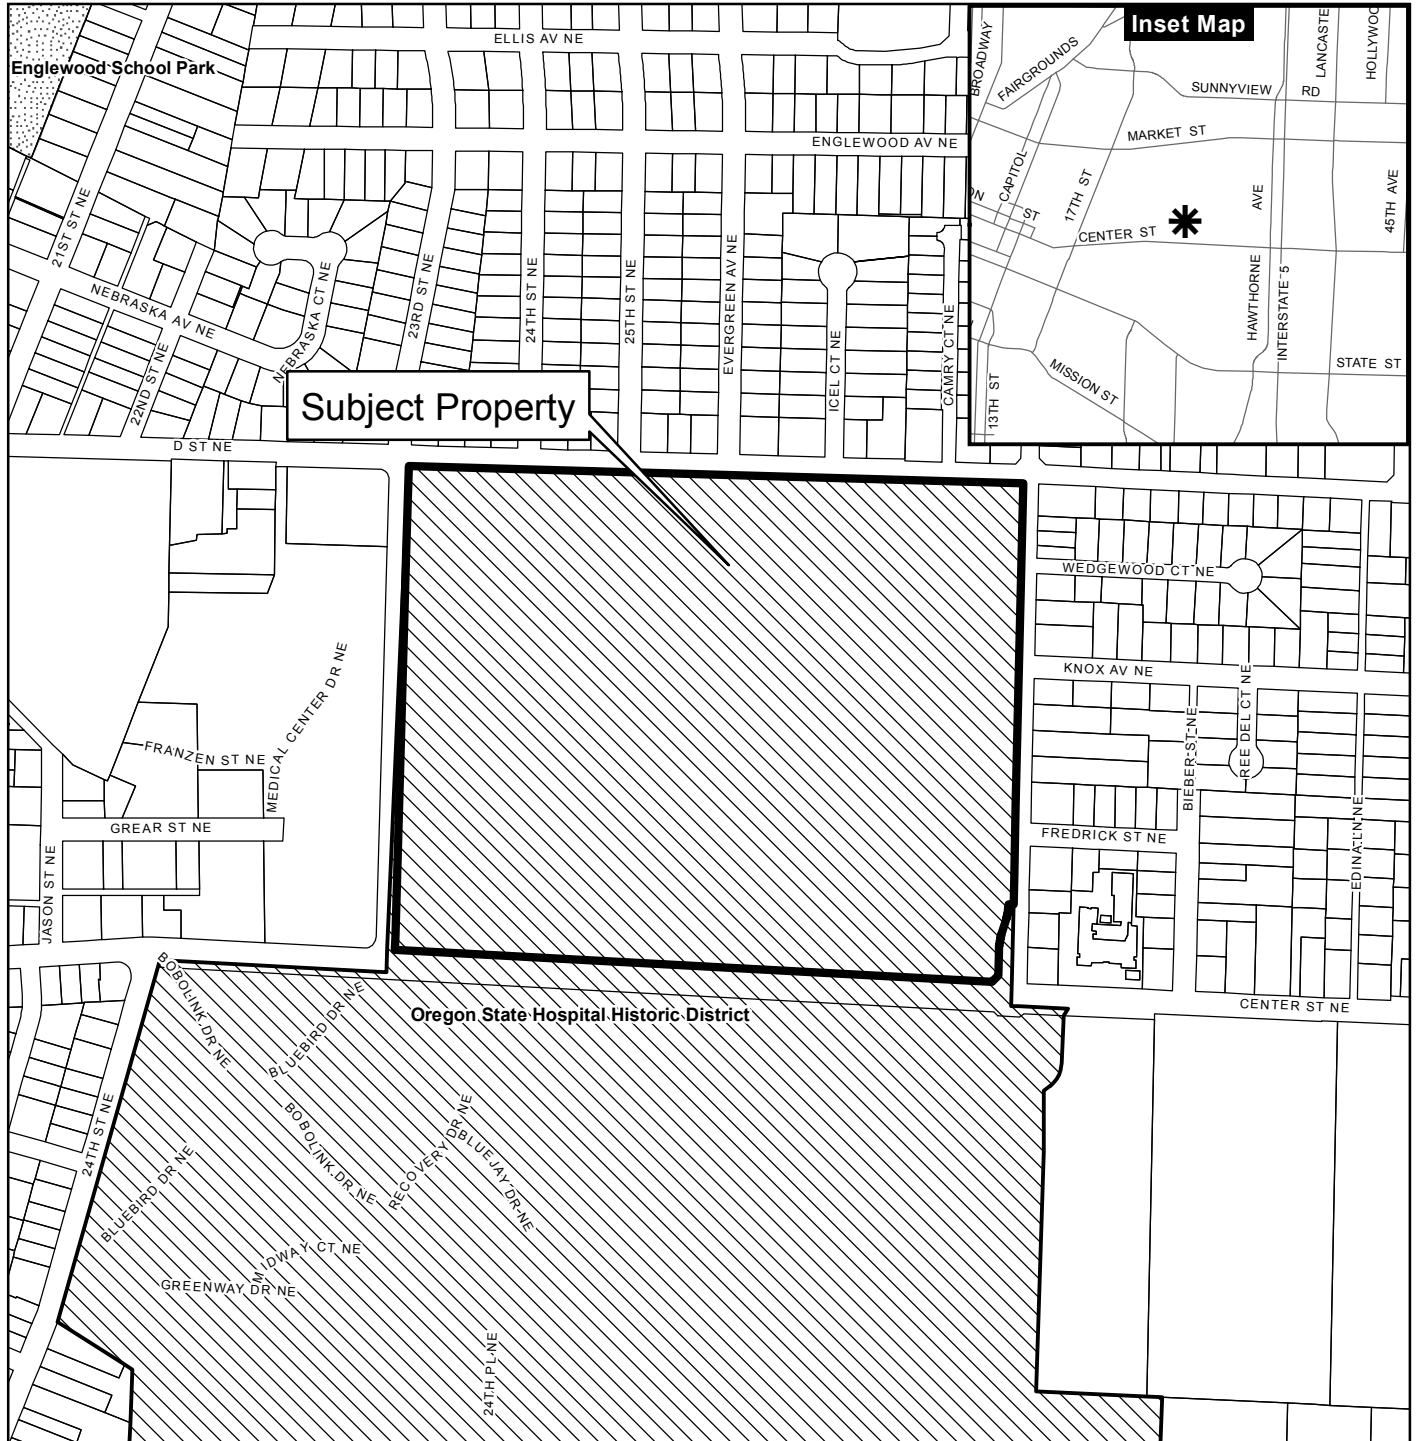 ELLIS AV NE
Englewood School Park
ENGLEWOOD AV NE
21ST ST NE
NEBRASKA AV NE
22ND ST NE
NEBRASKA CT NE
23RD ST NE
24TH ST NE
25TH ST NE
EVERGREEN AV NE
ICEL CT NE
CAMRY CT NE
Inset Map
BROADWAY
FAIRGROUNDS
SUNNYVIEW RD
LANCASTE
HOLLYWOO
MARKET ST
CAPITOL
ST
17TH ST
CENTER ST
AVE
HAWTHORNE
INTERSTATE 5
45TH AVE
STATE ST
MISSION ST
13TH ST
Subject Property
D ST NE
WEDGEWOOD CT NE
KNOX AV NE
REE DEL CT NE
BIEBER ST NE
FREDRICK ST NE
EDINA LN NE
MEDICAL CENTER DR NE
FRANZEN ST NE
GREAR ST NE
JASON ST NE
CENTER ST NE
Oregon State Hospital Historic District
BOBOLINK DR NE
BLUEBIRD DR NE
24TH ST NE
BOBOLINK DR NE
RECOVERY DR NE
BLUEJAY DR NE
BLUEBIRD DR NE
MIDWAY CT NE
GREENWAY DR NE
24TH PL NE